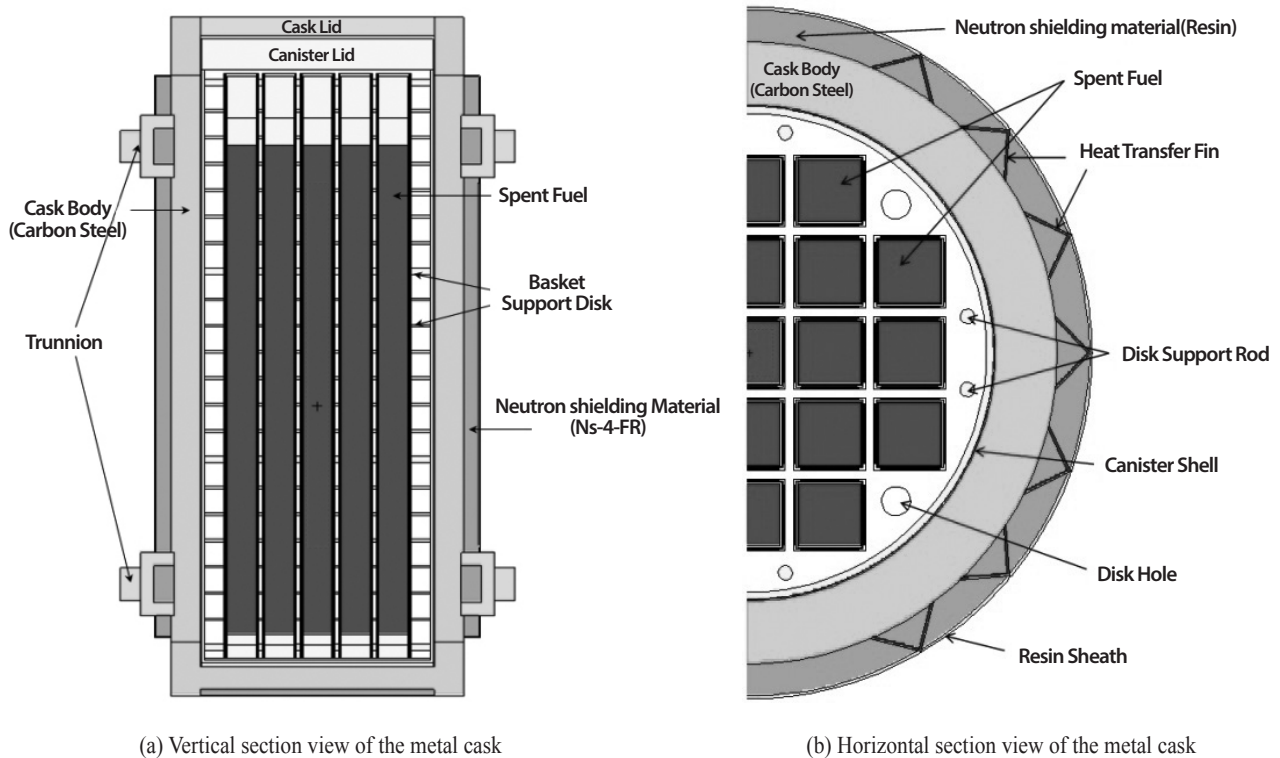 Cask Lid
Canister Lid
Cask Body
(Carbon Steel)
Trunnion
Spent Fuel
Basket
Support Disk
Neutron shielding Material
(Ns-4-FR)
(a) Vertical section view of the metal cask
Neutron shielding material(Resin)
Cask Body
(Carbon Steel)
Spent Fuel
Heat Transfer Fin
Disk Support Rod
Canister Shell
Disk Hole
Resin Sheath
(b) Horizontal section view of the metal cask